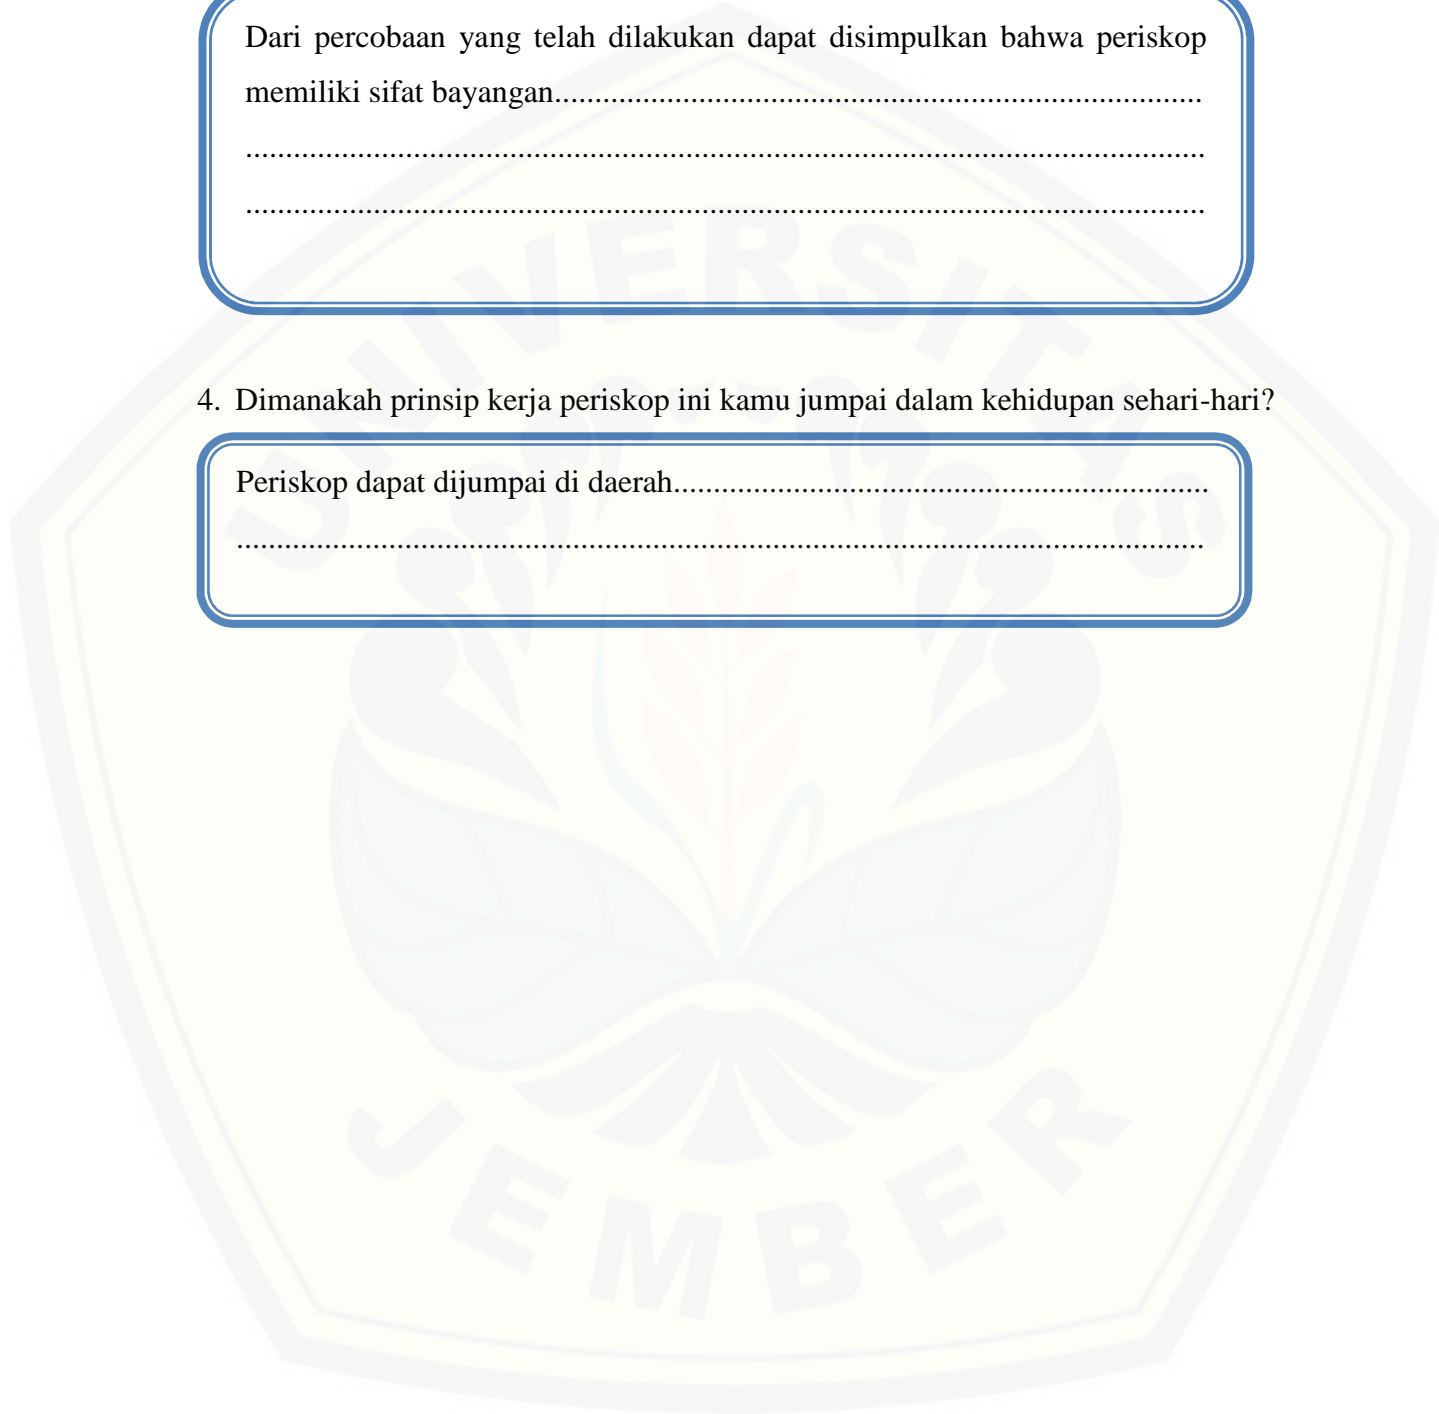 Dari percobaan yang telah dilakukan dapat disimpulkan bahwa periskop
memiliki sifat bayangan................................................................................
.......................................................................................................................
.......................................................................................................................
4. Dimanakah prinsip kerja periskop ini kamu jumpai dalam kehidupan sehari-hari?
Periskop dapat dijumpai di daerah..................................................................
........................................................................................................................
UNIVERSITAS
JEMBER